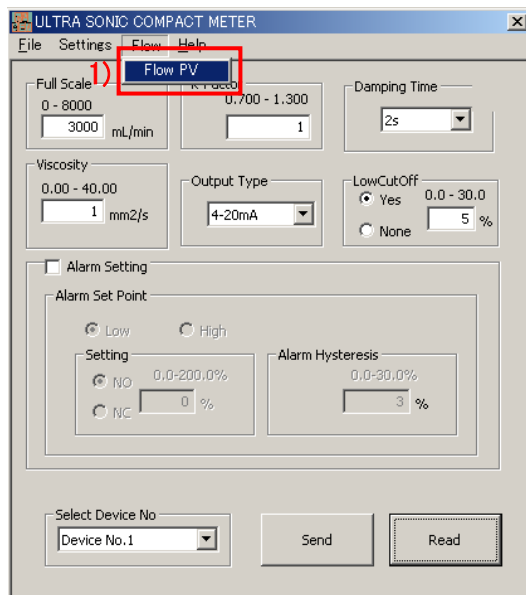 ULTRA SONIC COMPACT METER
File Settings Flow Help
1) Flow PV
Full Scale
0 - 8000
3000 mL/min
K Factor
0.700 - 1.300
1
Damping Time
2s
Viscosity
0.00 - 40.00
1 mm2/s
Output Type
4-20mA
LowCutOff
Yes 0.0 - 30.0
5 %
None
Alarm Setting
Alarm Set Point
Low High
Setting
NO 0.0-200.0%
NC 0 %
Alarm Hysteresis
0.0-30.0%
3 %
Select Device No
Device No.1
Send
Read